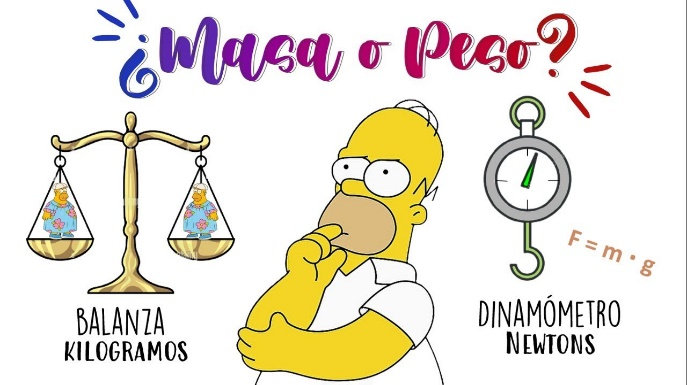 ¿Masa o Peso?
F = m · g
BALANZA
KILOGRAMOS
DINAMÓMETRO
NEWTONS